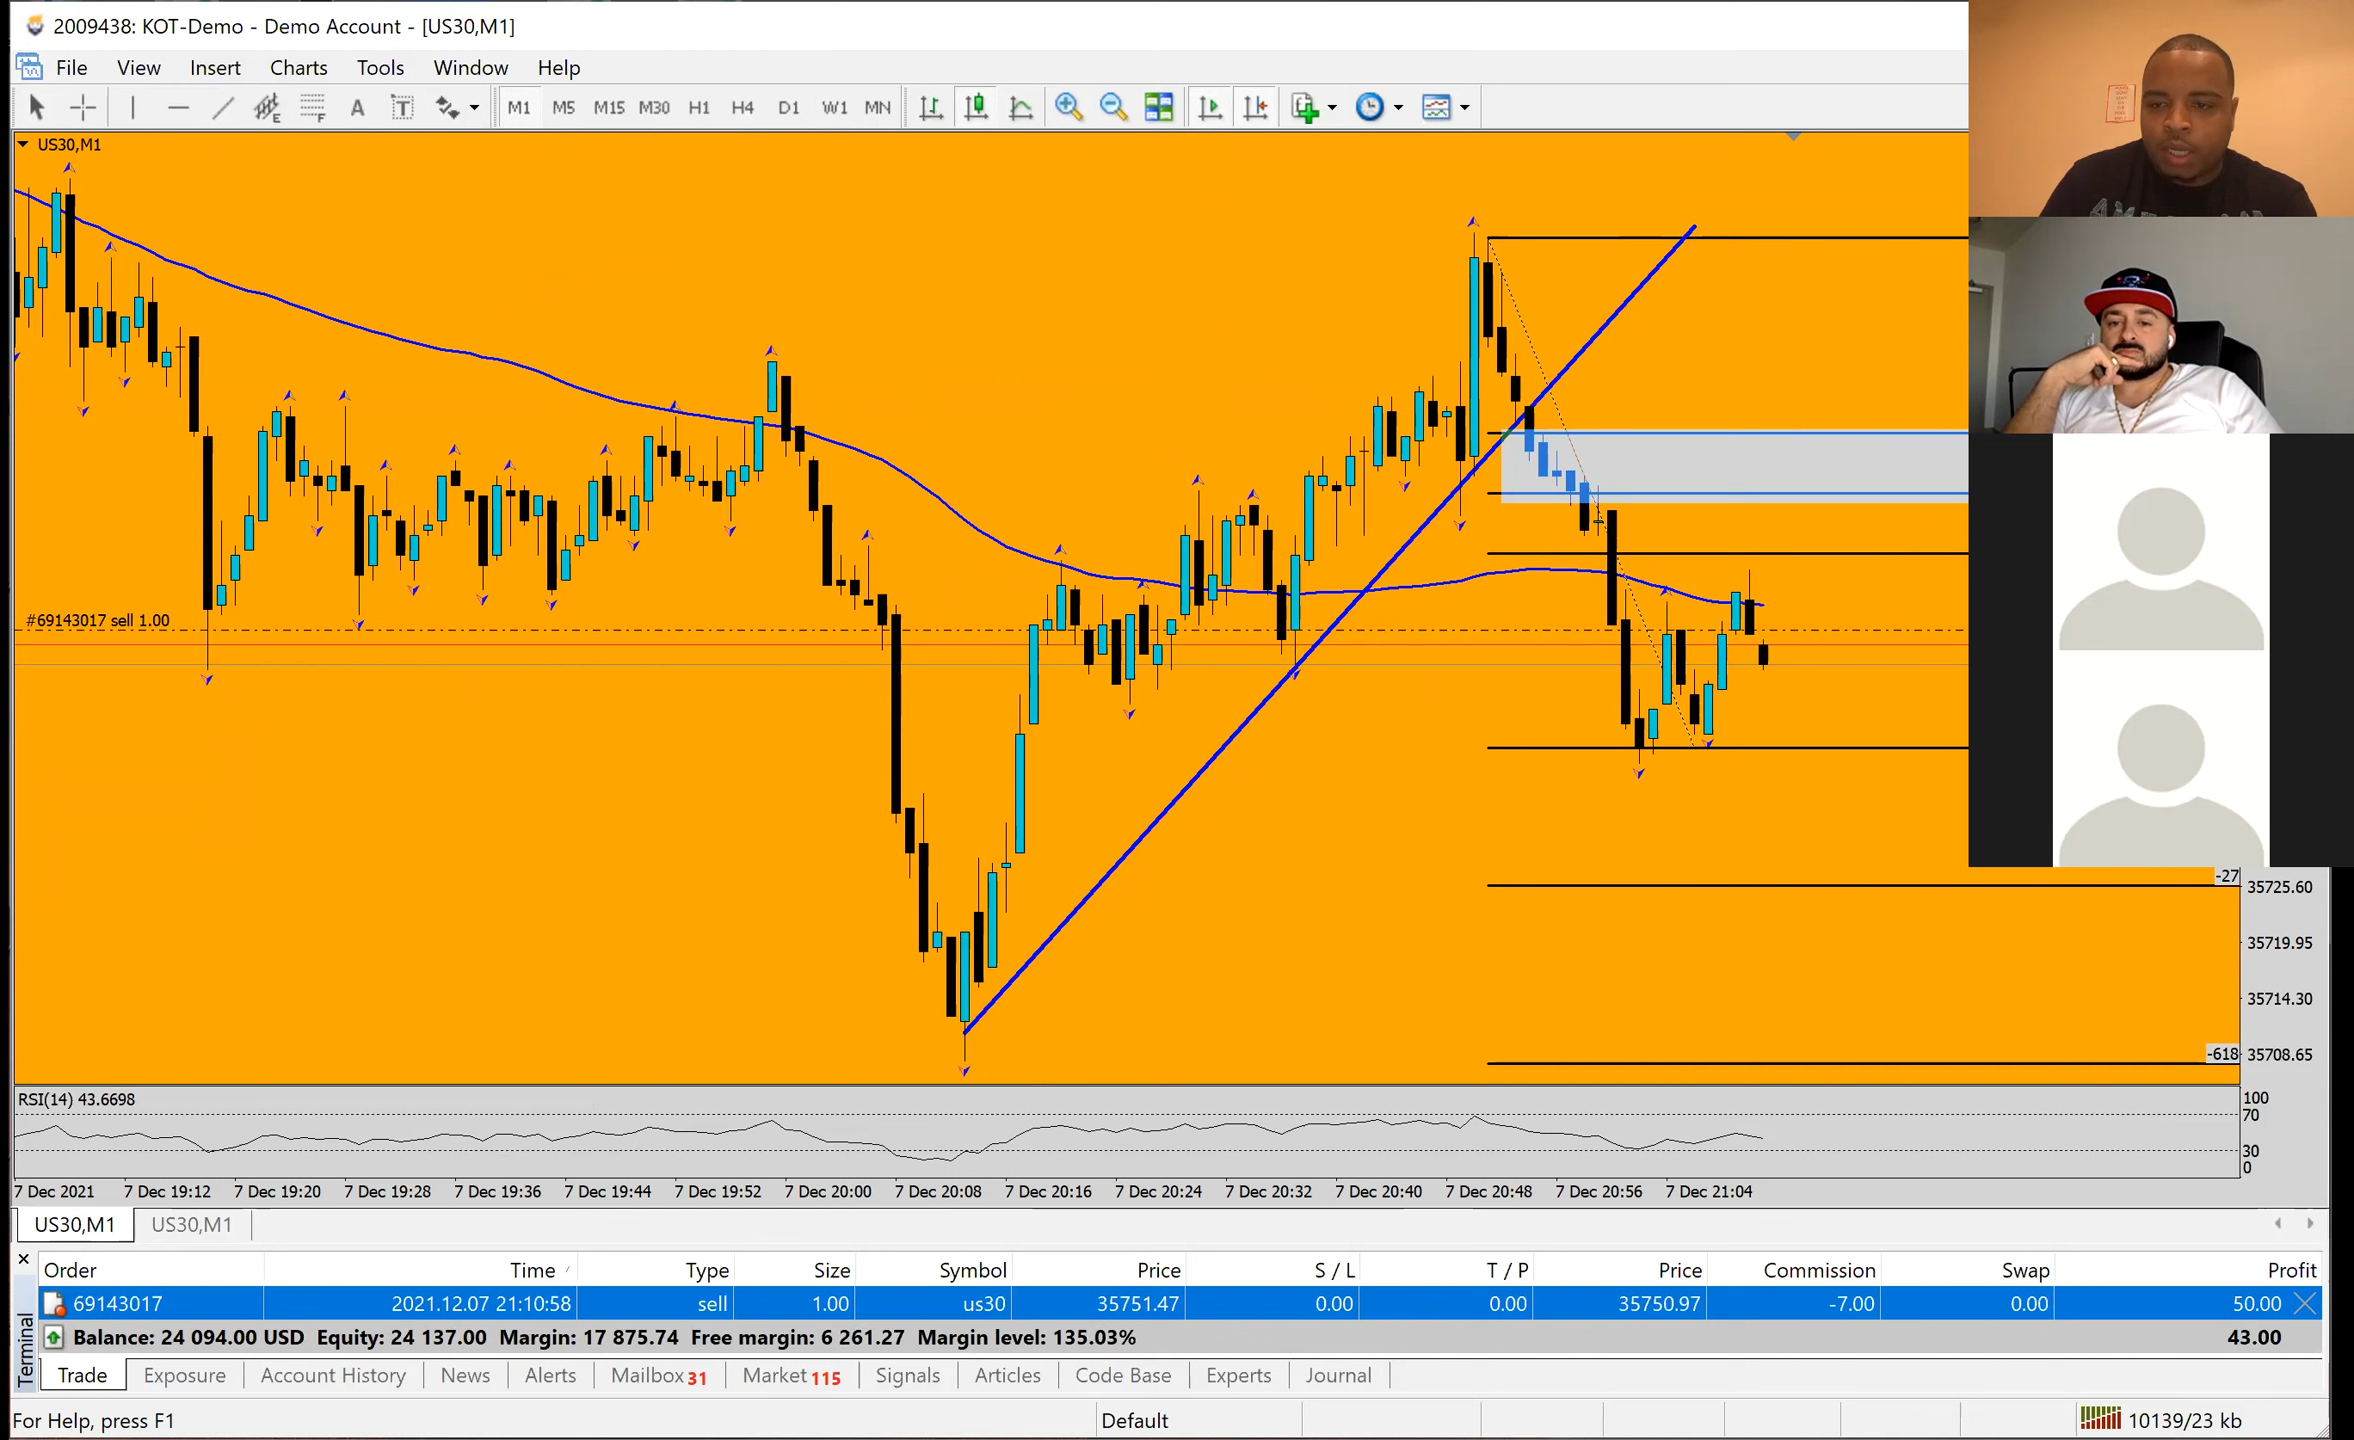 2009438: KOT-Demo - Demo Account - [US30,M1]
File View Insert Charts Tools Window Help
A T M1 M5 M15 M30 H1 H4 D1 W1 MN
US30,M1
#69143017 sell 1.00
-27 35725.60
35719.95
35714.30
-618 35708.65
RSI(14) 43.6698
100
70
30
0
7 Dec 2021 7 Dec 19:12 7 Dec 19:20 7 Dec 19:28 7 Dec 19:36 7 Dec 19:44 7 Dec 19:52 7 Dec 20:00 7 Dec 20:08 7 Dec 20:16 7 Dec 20:24 7 Dec 20:32 7 Dec 20:40 7 Dec 20:48 7 Dec 20:56 7 Dec 21:04
US30,M1 US30,M1
Order Time Type Size Symbol Price S / L T / P Price Commission Swap Profit
69143017 2021.12.07 21:10:58 sell 1.00 us30 35751.47 0.00 0.00 35750.97 -7.00 0.00 50.00
Balance: 24 094.00 USD Equity: 24 137.00 Margin: 17 875.74 Free margin: 6 261.27 Margin level: 135.03% 43.00
Terminal
Trade Exposure Account History News Alerts Mailbox 31 Market 115 Signals Articles Code Base Experts Journal
For Help, press F1 Default 10139/23 kb